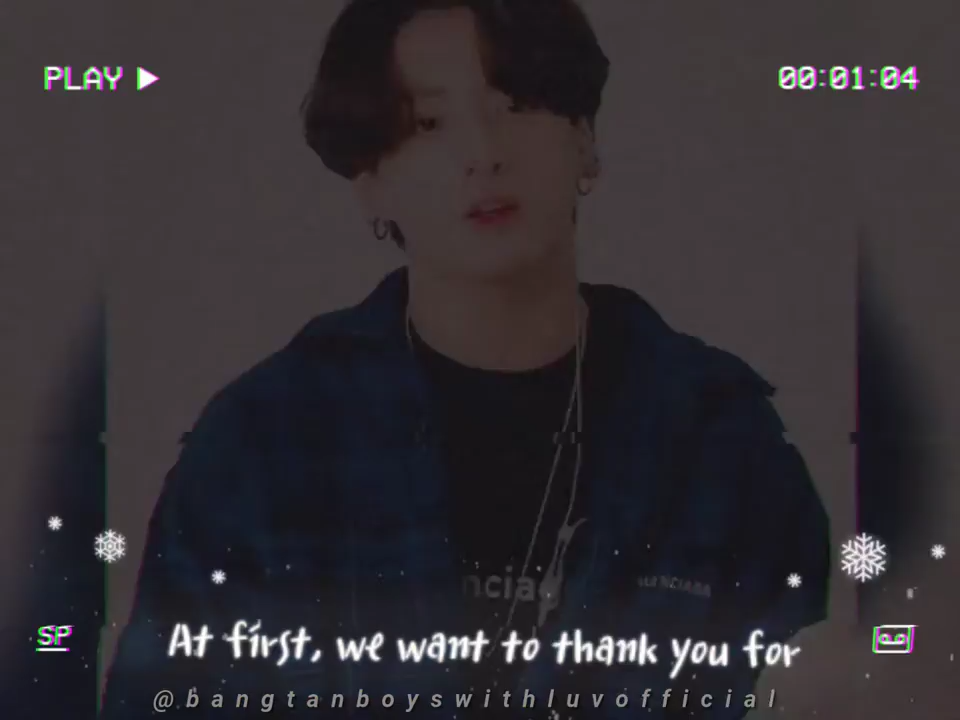 PLAY
00:01:04
SP
At first, we want to thank you for
@bangtanboyswithluvofficial